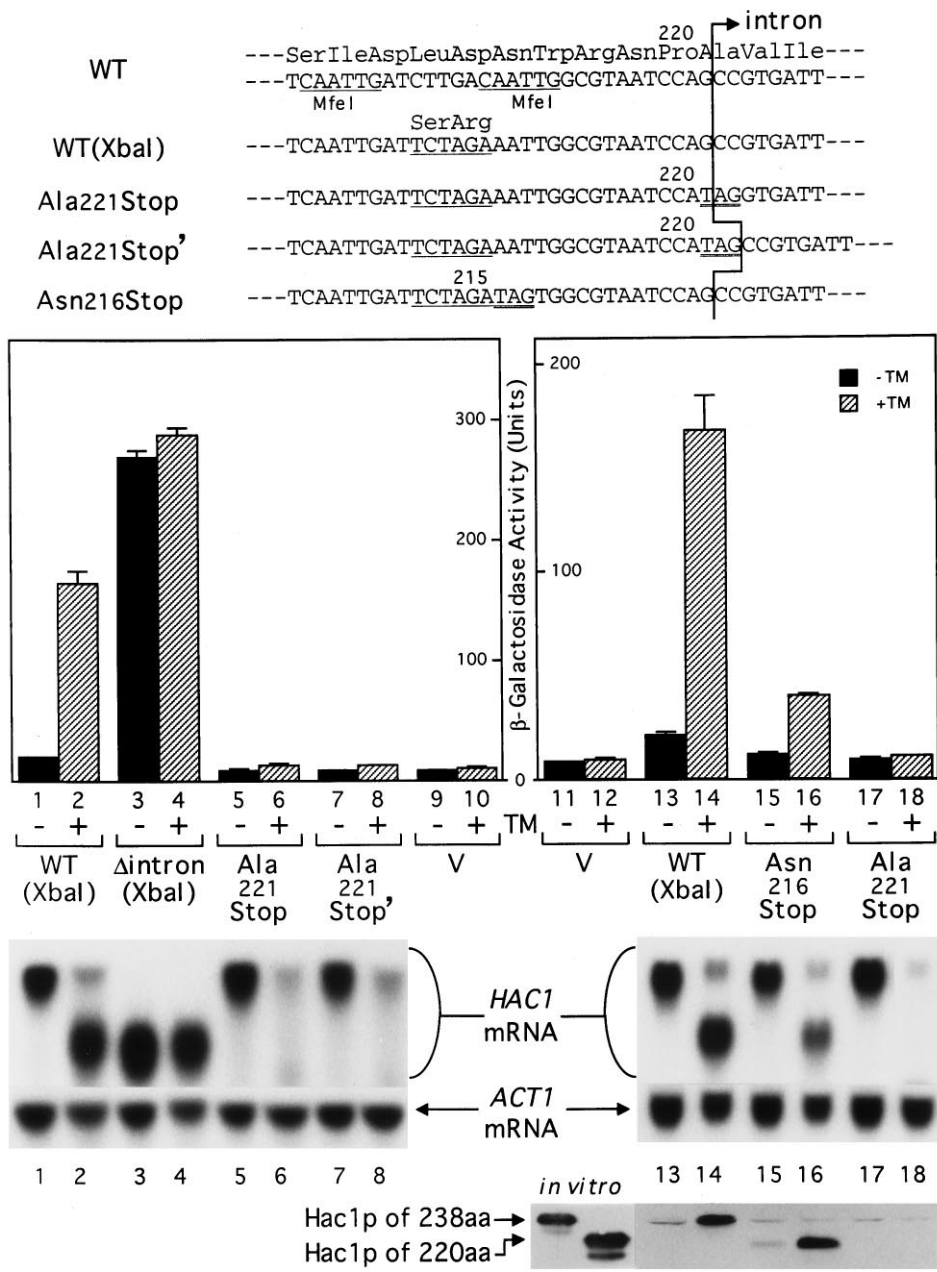 intron
220
WT ---SerIleAspLeuAspAsnTrpArgAsnProAlaValIle---
---TCAATTGATCTTGACAATTGGCGTAATCCAGCCGTGATT---
MfeI MfeI
SerArg
WT(XbaI) ---TCAATTGATTCTAGAAATTGGCGTAATCCAGCCGTGATT---
220
Ala221Stop ---TCAATTGATTCTAGAAATTGGCGTAATCCATAGGTGATT---
220
Ala221Stop’ ---TCAATTGATTCTAGAAATTGGCGTAATCCATAGCCGTGATT---
215
Asn216Stop ---TCAATTGATTCTAGATAGTGGCGTAATCCAGCCGTGATT---
300
200
100
0
β-Galactosidase Activity (Units)
200
100
-TM
+TM
1 2 3 4 5 6 7 8 9 10 11 12 13 14 15 16 17 18
- + - + - + - + - + TM - + - + - + - +
WT (XbaI)
Δintron (XbaI)
Ala 221 Stop
Ala 221 Stop’
V
V
WT (XbaI)
Asn 216 Stop
Ala 221 Stop
HAC1 mRNA
ACT1 mRNA
1 2 3 4 5 6 7 8
13 14 15 16 17 18
in vitro
Hac1p of 238aa
Hac1p of 220aa